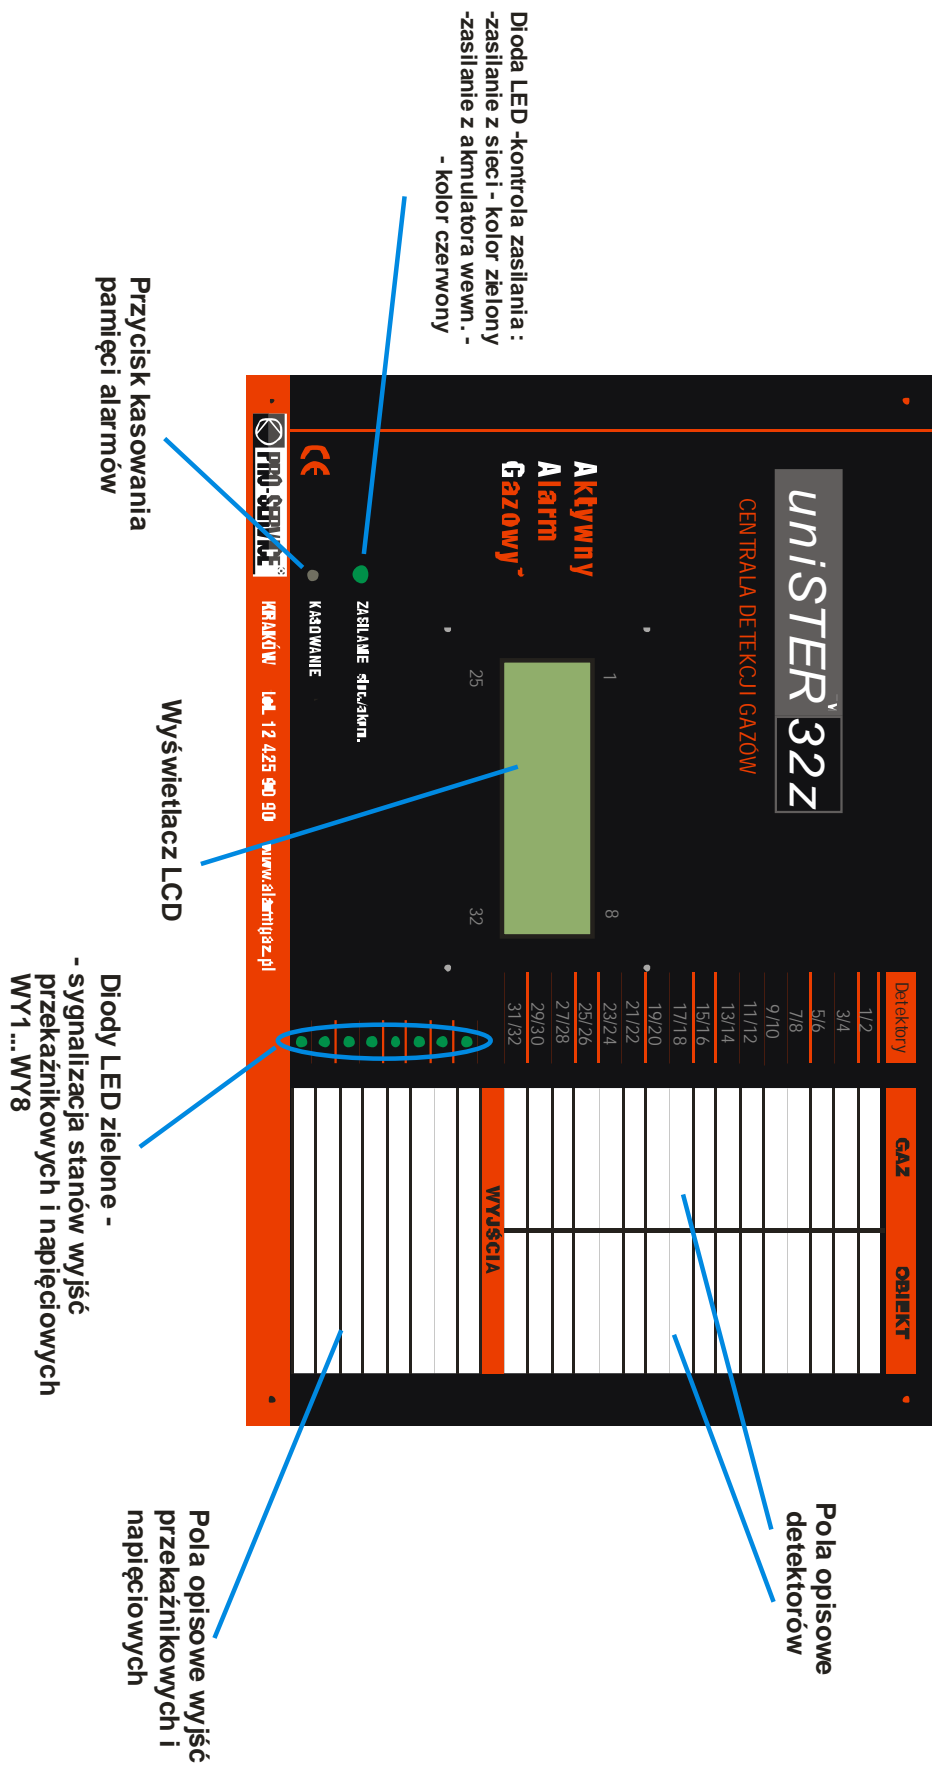 Dioda LED -kontrola zasilania :
-zasilanie z sieci - kolor zielony
-zasilanie z akmulatora wewn. -
- kolor czerwony
Przycisk kasowania
pamięci alarmów
Wyświetlacz LCD
Diody LED zielone -
- sygnalizacja stanów wyjść
przekaźnikowych i napięciowych
WY1...WY8
Pola opisowe
detektorów
Pola opisowe wyjść
przekaźnikowych i
napięciowych
uniSTER 32z
CENTRALA DETEKCJI GAZÓW
Aktywny
Alarm
Gazowy
1
8
25
32
ZASILANIE siec/akum.
KASOWANIE
CE
PRO-SERVICE
KRAKÓW tel. 12 425 90 90 www.alarmgaz.pl
Detektory
GAZ
OBIEKT
1/2
3/4
5/6
7/8
9/10
11/12
13/14
15/16
17/18
19/20
21/22
23/24
25/26
27/28
29/30
31/32
WYJŚCIA